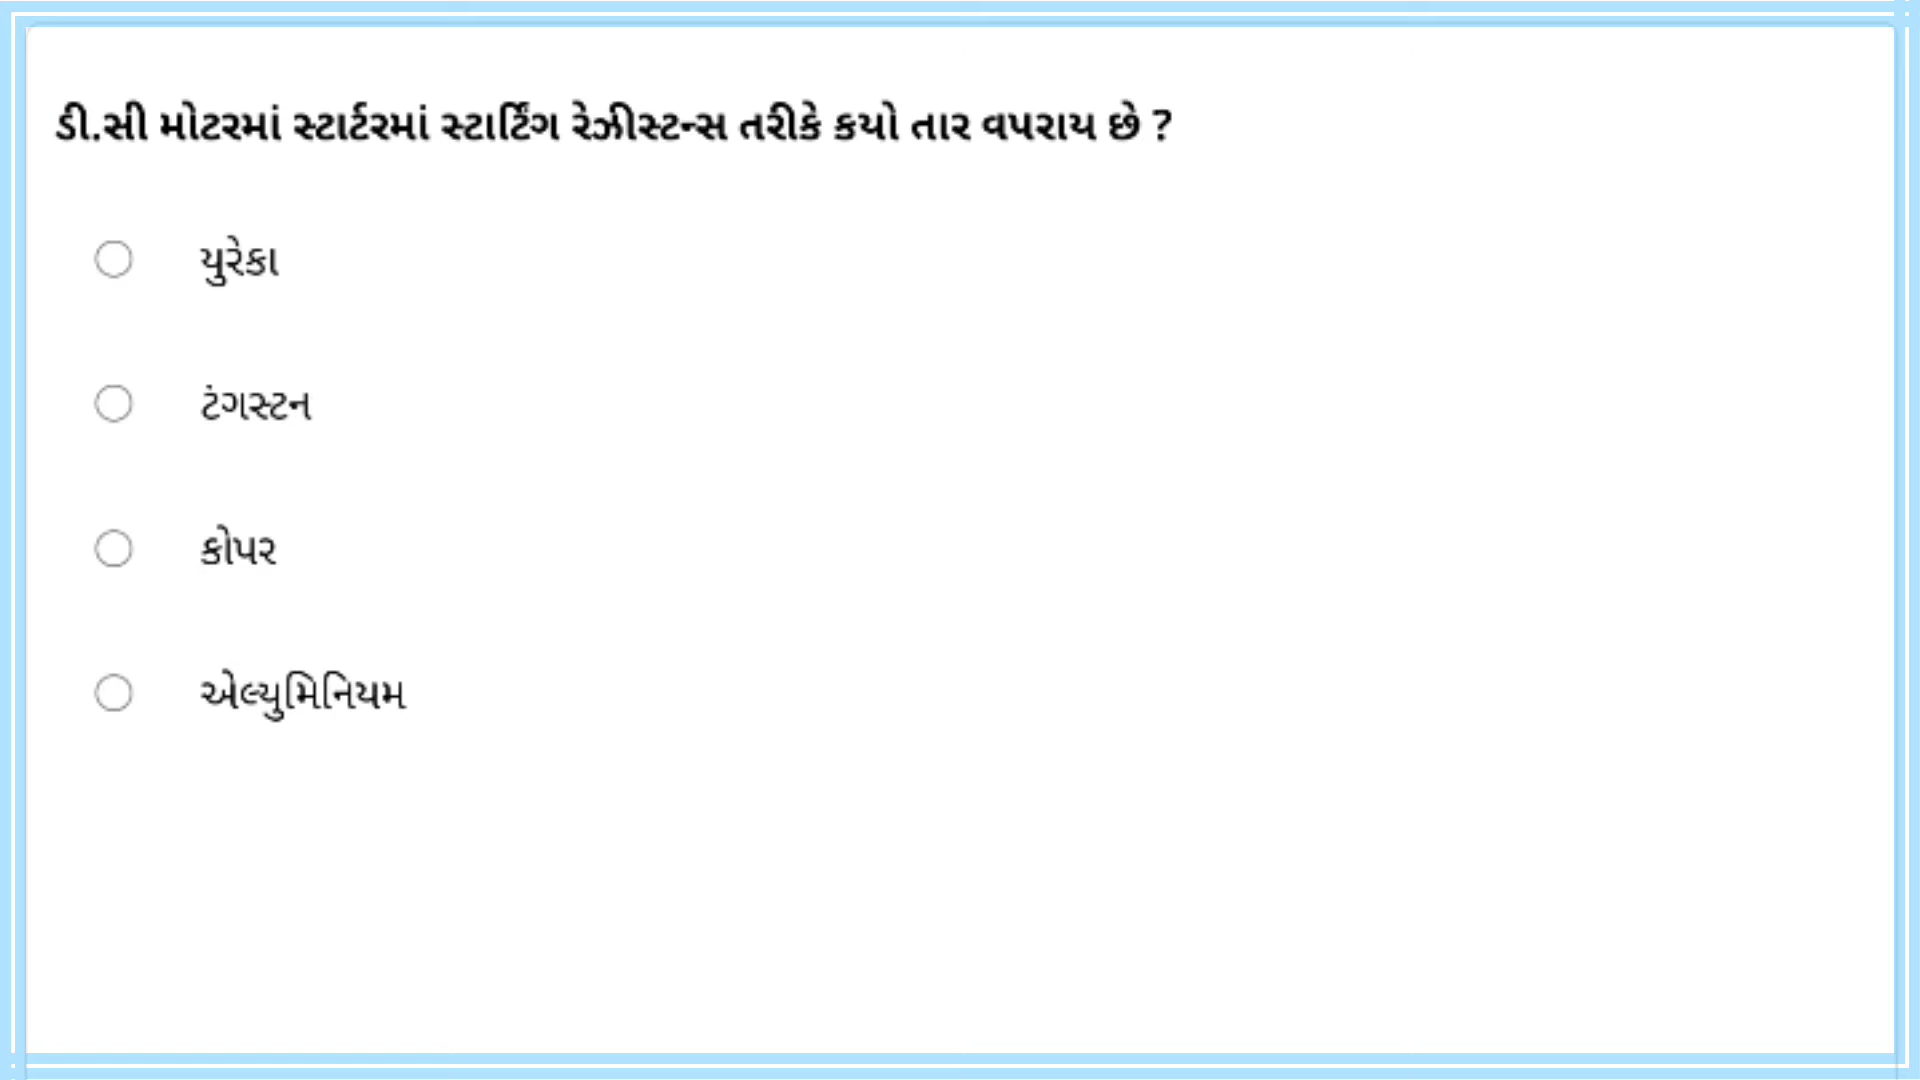 ડી.સી મોટરમાં સ્ટાર્ટરમાં સ્ટાર્ટિંગ રેઝીસ્ટન્સ તરીકે કયો તાર વપરાય છે ?
યુરેકા
ટંગસ્ટન
કોપર
એલ્યુમિનિયમ